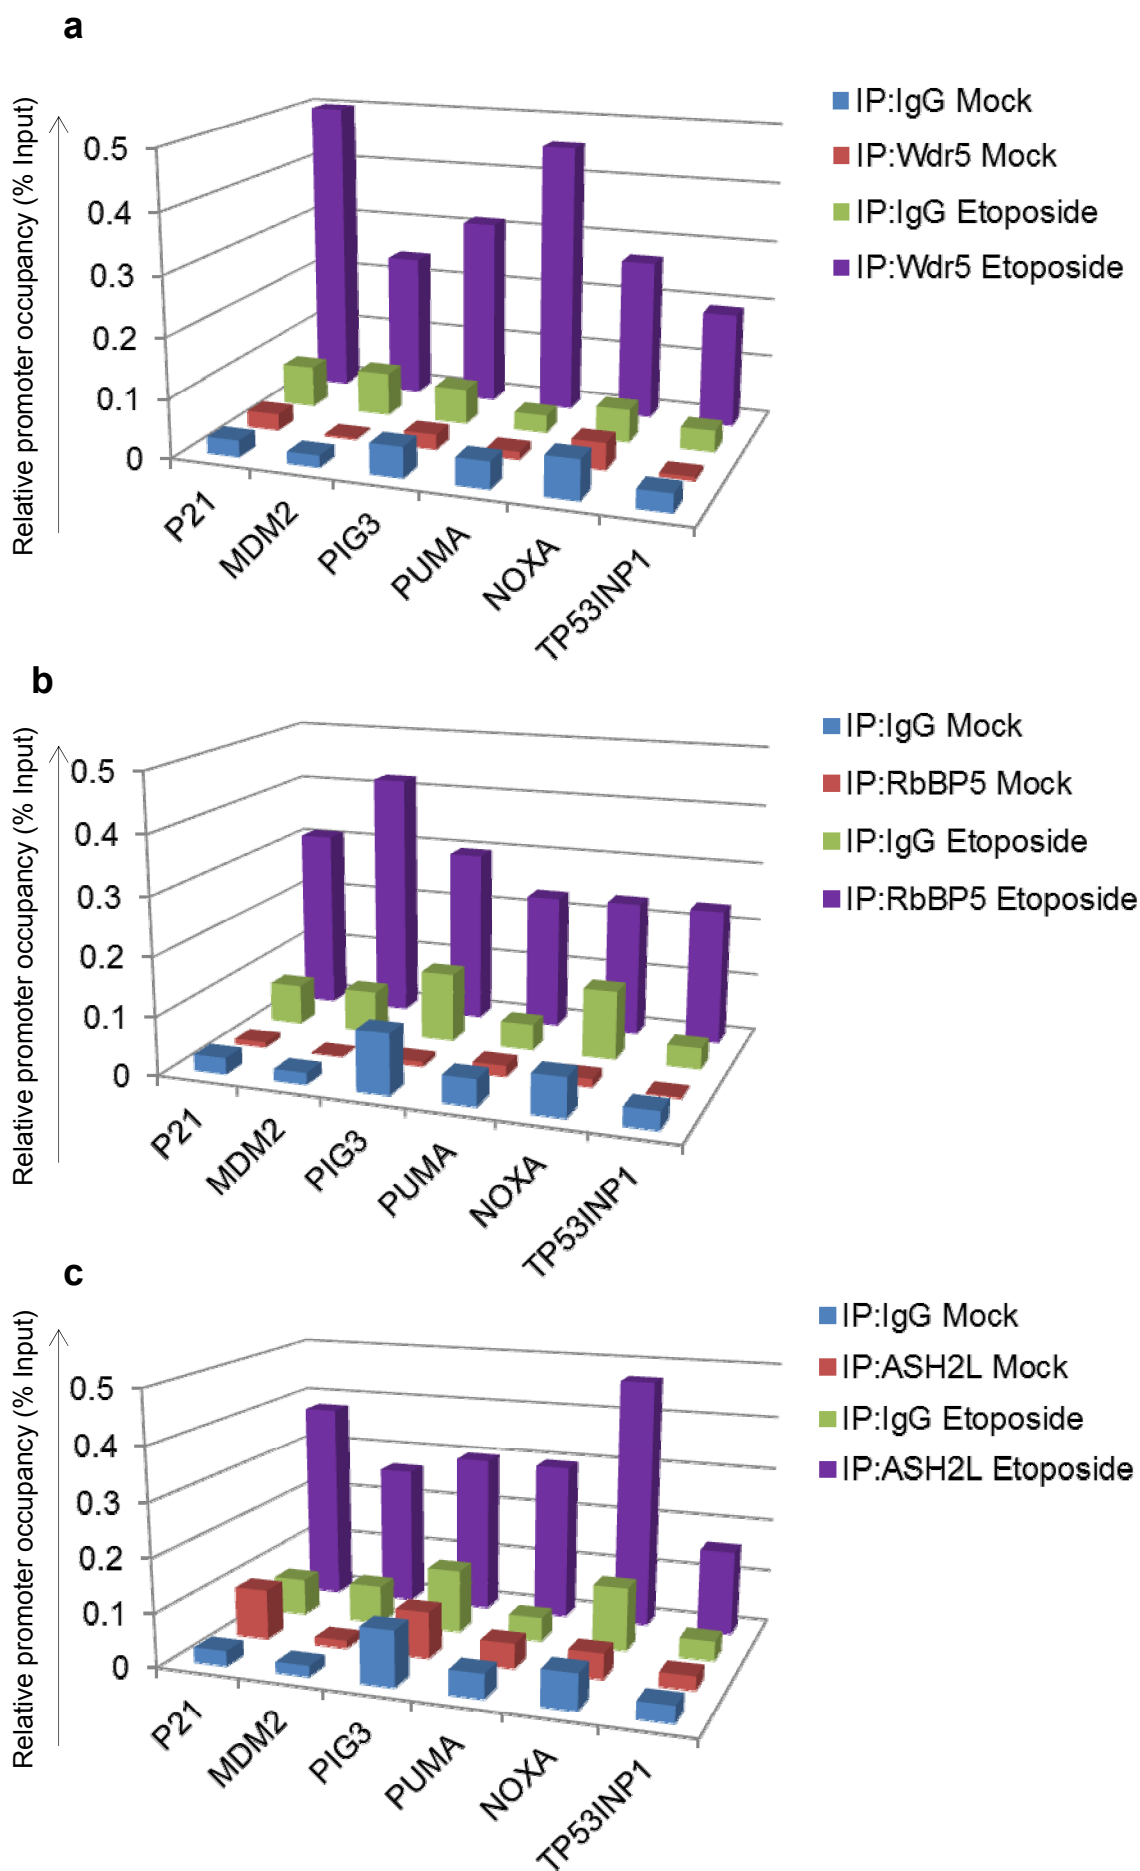 a
Relative promoter occupancy (% Input)
0.5
0.4
0.3
0.2
0.1
0
P21
MDM2
PIG3
PUMA
NOXA
TP53INP1
IP:IgG Mock
IP:Wdr5 Mock
IP:IgG Etoposide
IP:Wdr5 Etoposide
b
Relative promoter occupancy (% Input)
0.5
0.4
0.3
0.2
0.1
0
P21
MDM2
PIG3
PUMA
NOXA
TP53INP1
IP:IgG Mock
IP:RbBP5 Mock
IP:IgG Etoposide
IP:RbBP5 Etoposide
c
Relative promoter occupancy (% Input)
0.5
0.4
0.3
0.2
0.1
0
P21
MDM2
PIG3
PUMA
NOXA
TP53INP1
IP:IgG Mock
IP:ASH2L Mock
IP:IgG Etoposide
IP:ASH2L Etoposide